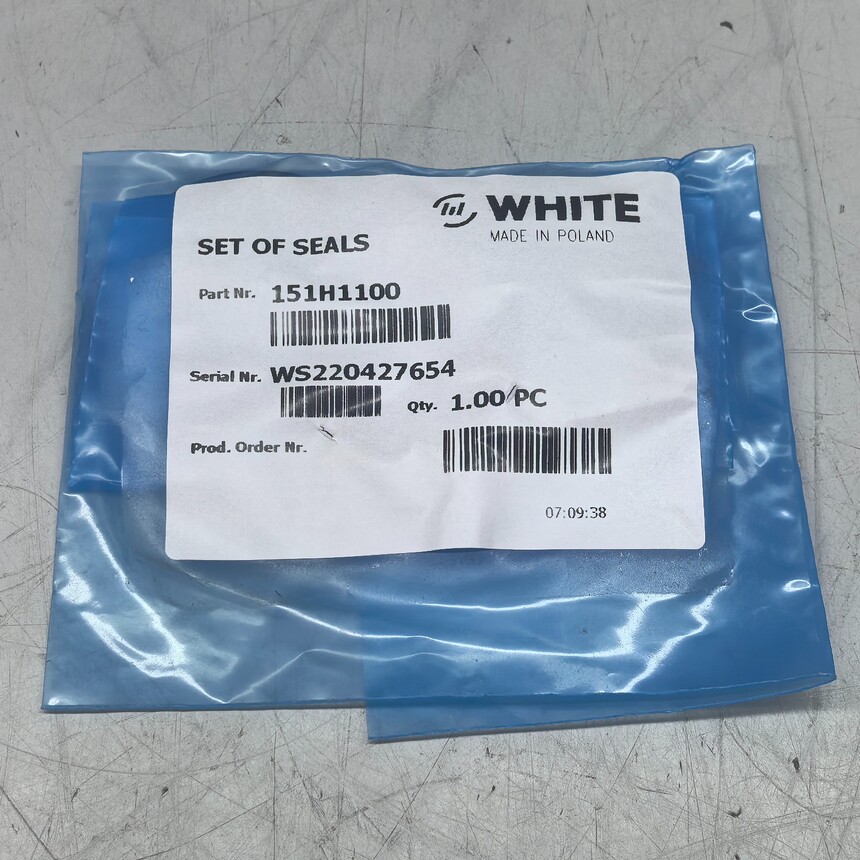 WHITE
MADE IN POLAND
SET OF SEALS
Part Nr. 151H1100
Serial Nr. WS220427654
Qty. 1.00 PC
Prod. Order Nr.
07:09:38